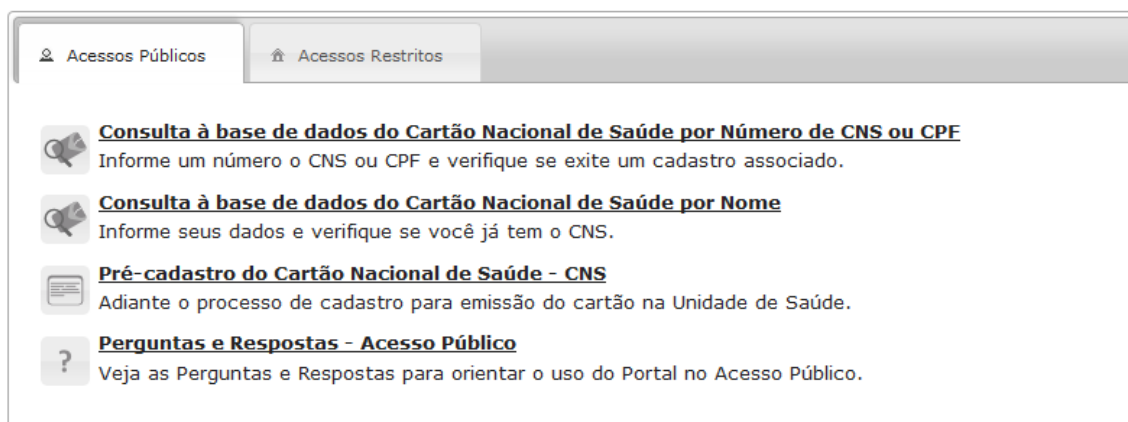 Acessos Públicos
Acessos Restritos
Consulta à base de dados do Cartão Nacional de Saúde por Número de CNS ou CPF
Informe um número o CNS ou CPF e verifique se exite um cadastro associado.
Consulta à base de dados do Cartão Nacional de Saúde por Nome
Informe seus dados e verifique se você já tem o CNS.
Pré-cadastro do Cartão Nacional de Saúde - CNS
Adiante o processo de cadastro para emissão do cartão na Unidade de Saúde.
?
Perguntas e Respostas - Acesso Público
Veja as Perguntas e Respostas para orientar o uso do Portal no Acesso Público.